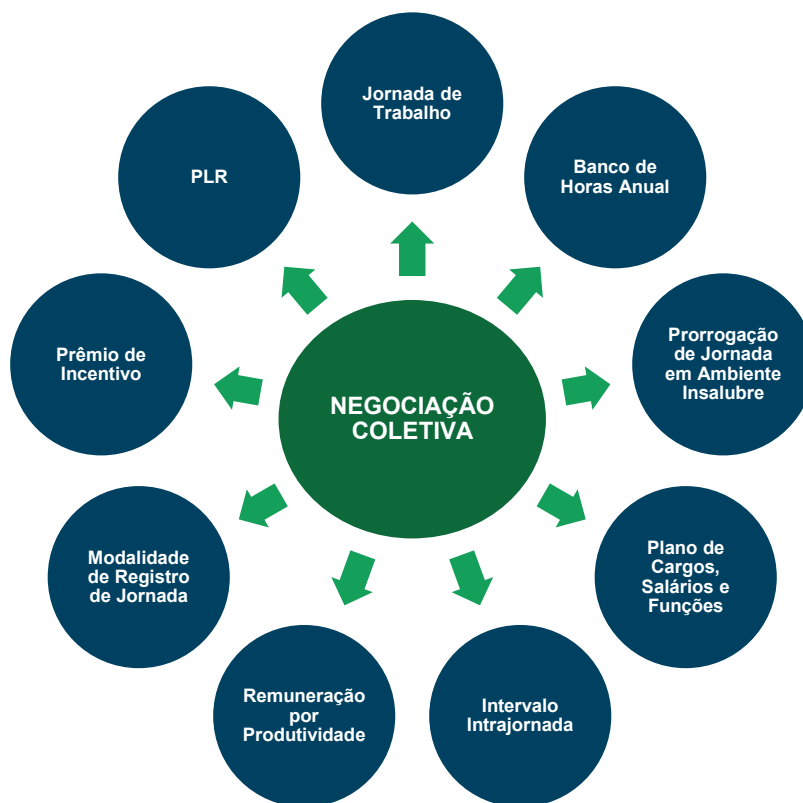 Jornada de
Trabalho
Banco de
Horas Anual
Prorrogação
de Jornada
em Ambiente
Insalubre
Plano de
Cargos,
Salários e
Funções
Intervalo
Intrajornada
Remuneração
por
Produtividade
Modalidade
de Registro
de Jornada
Prêmio de
Incentivo
PLR
NEGOCIAÇÃO
COLETIVA